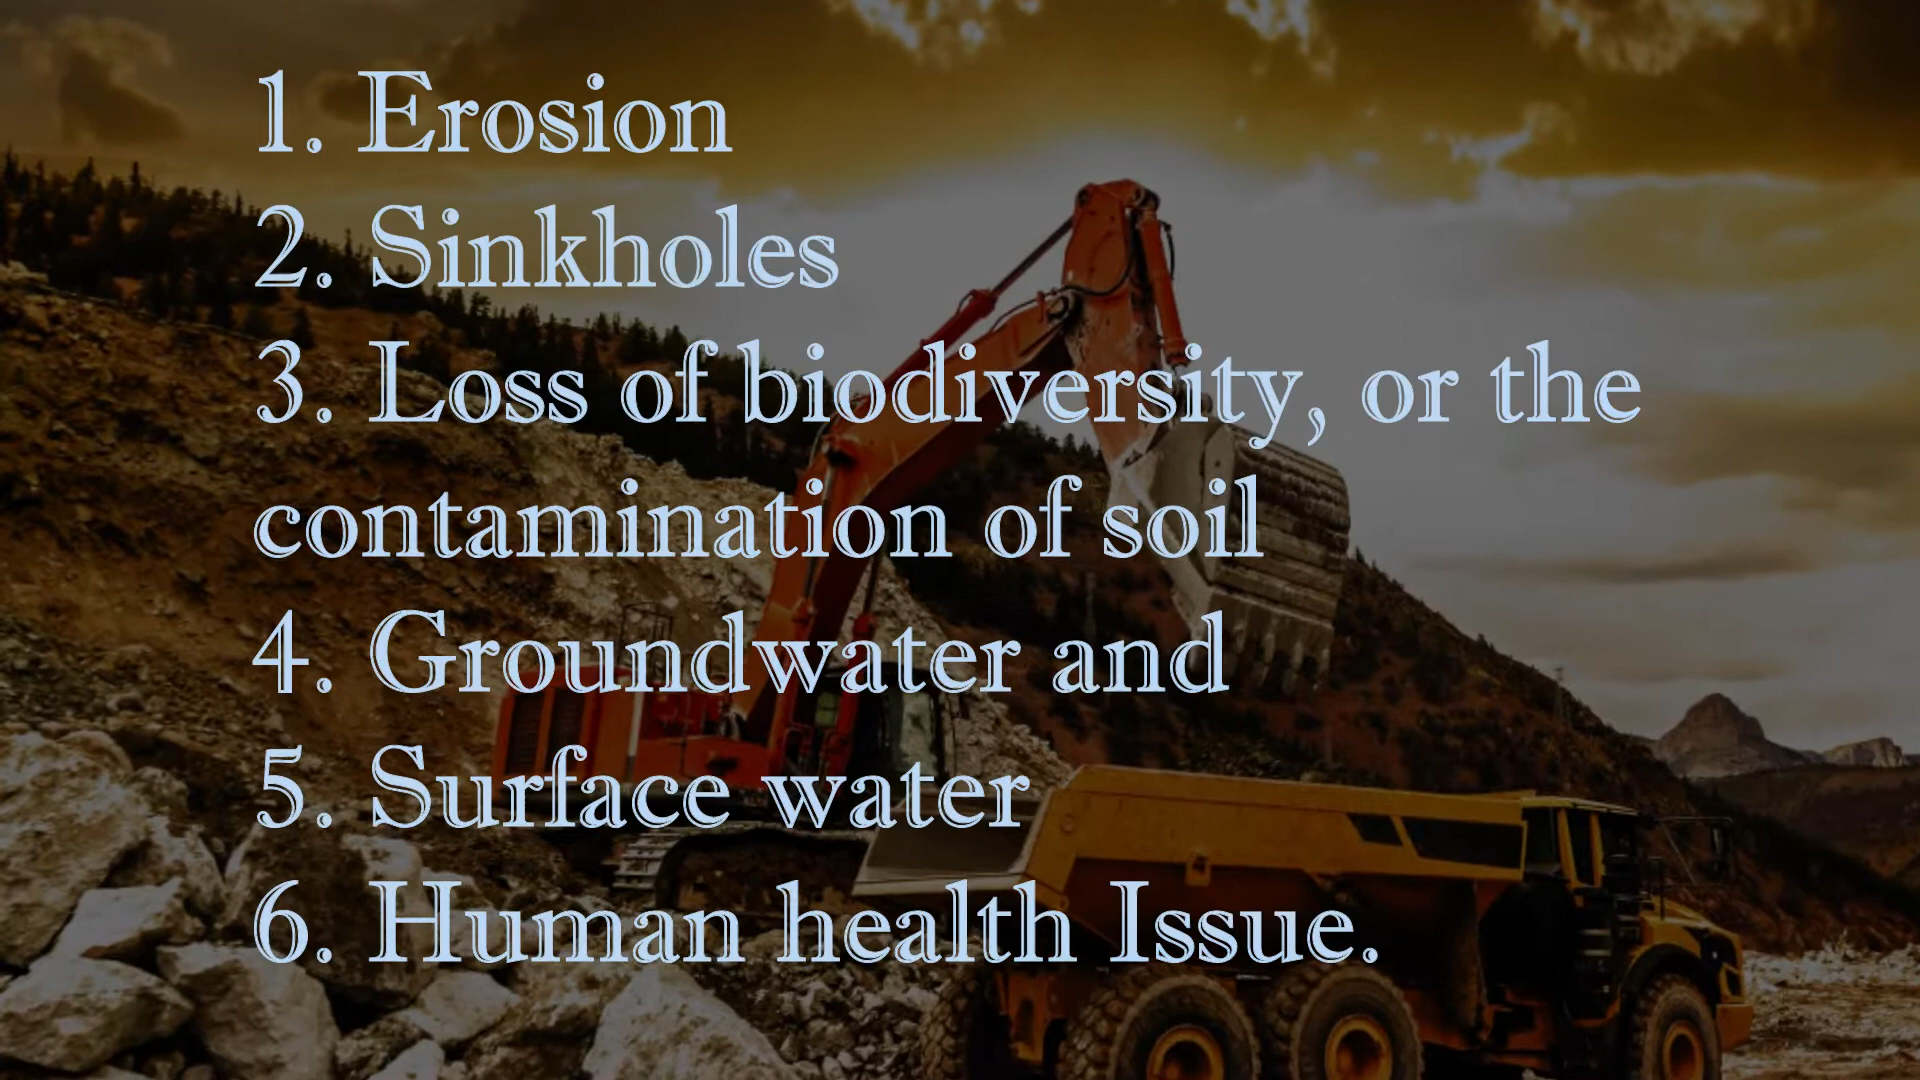 1. Erosion
2. Sinkholes
3. Loss of biodiversity, or the
contamination of soil
4. Groundwater and
5. Surface water
6. Human health Issue.